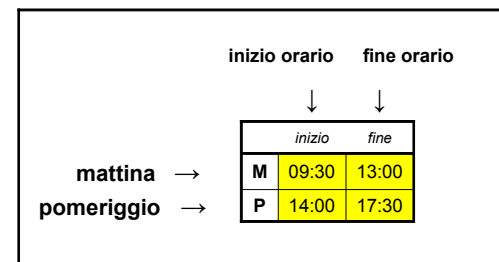 inizio orario fine orario
↓ ↓
inizio fine
mattina → M 09:30 13:00
pomeriggio → P 14:00 17:30